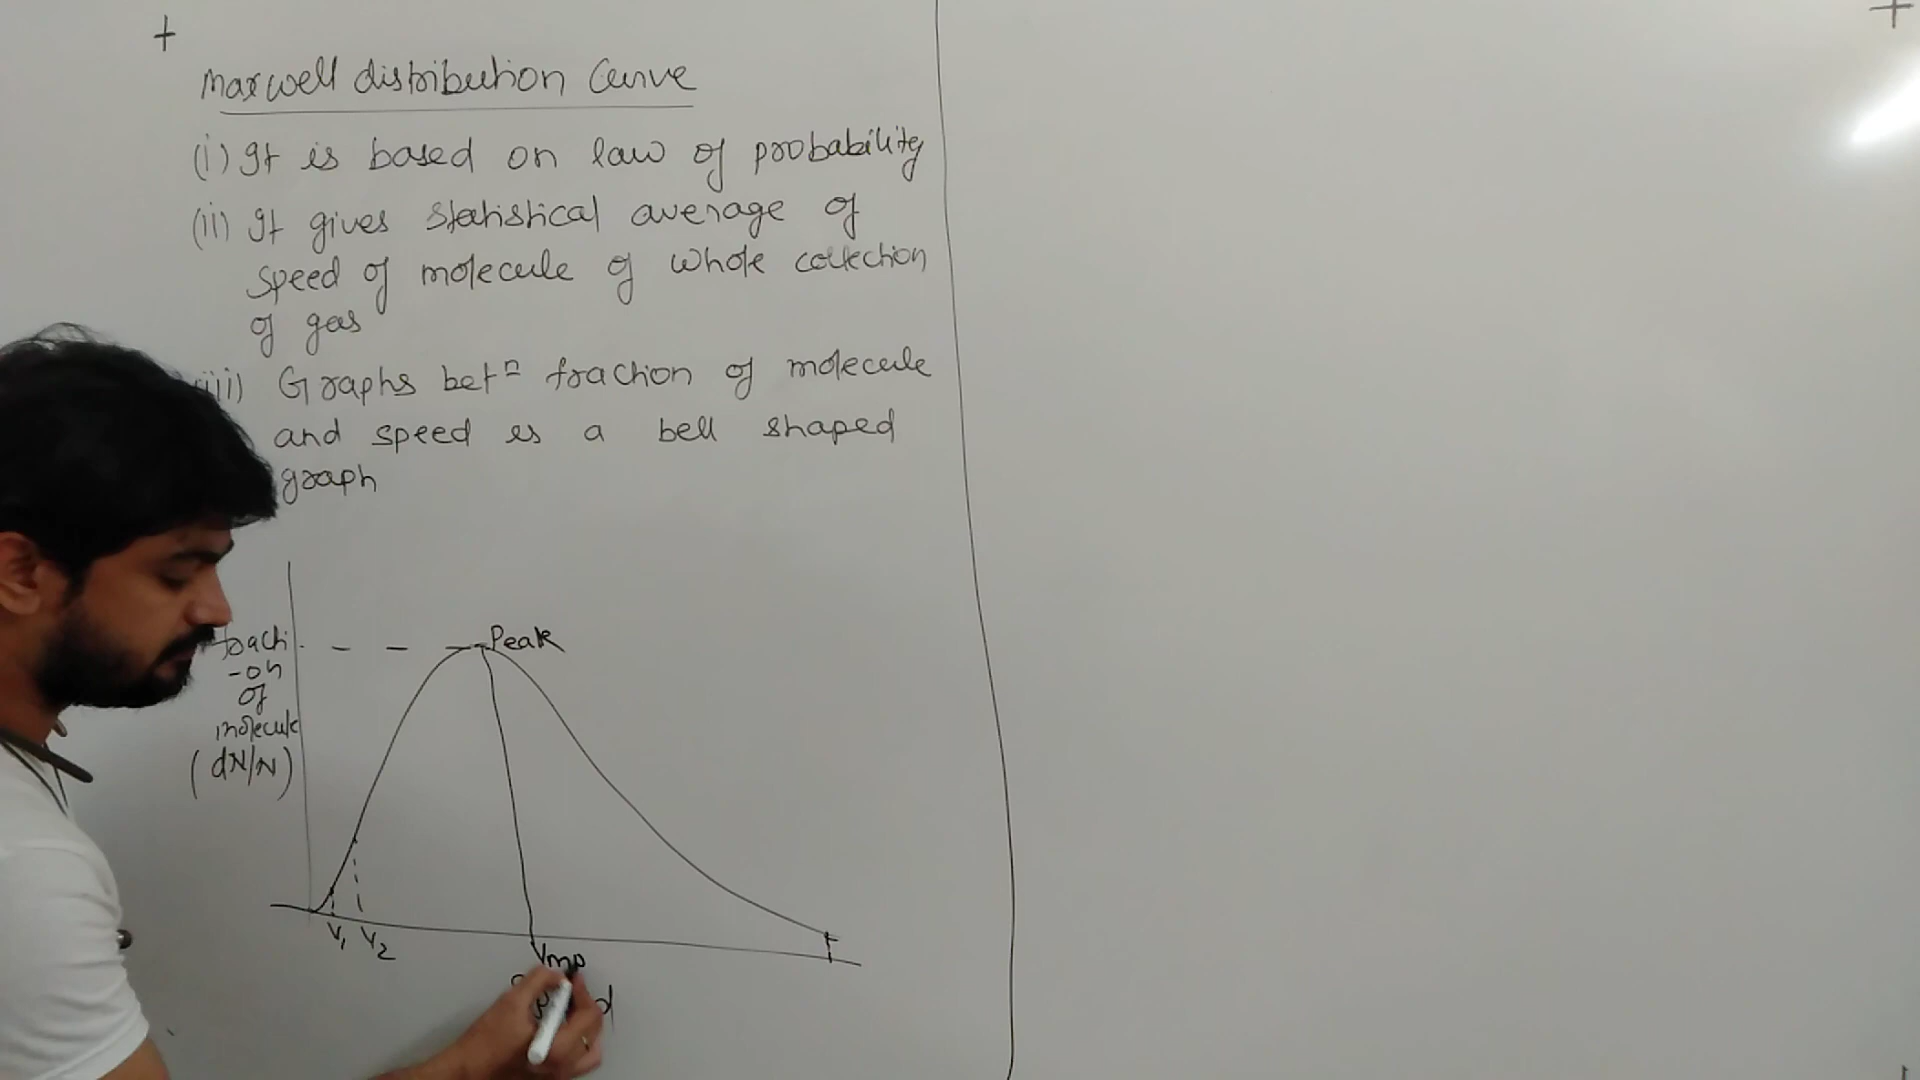 Maxwell distribution Curve
(i) It is based on law of probability
(ii) It gives statistical average of
speed of molecule of whole collection
of gas
(iii) Graphs betn fraction of molecule
and speed is a bell shaped
graph
Peak
fracti
-on
of
molecule
(dN/N)
V1 V2
Vmp